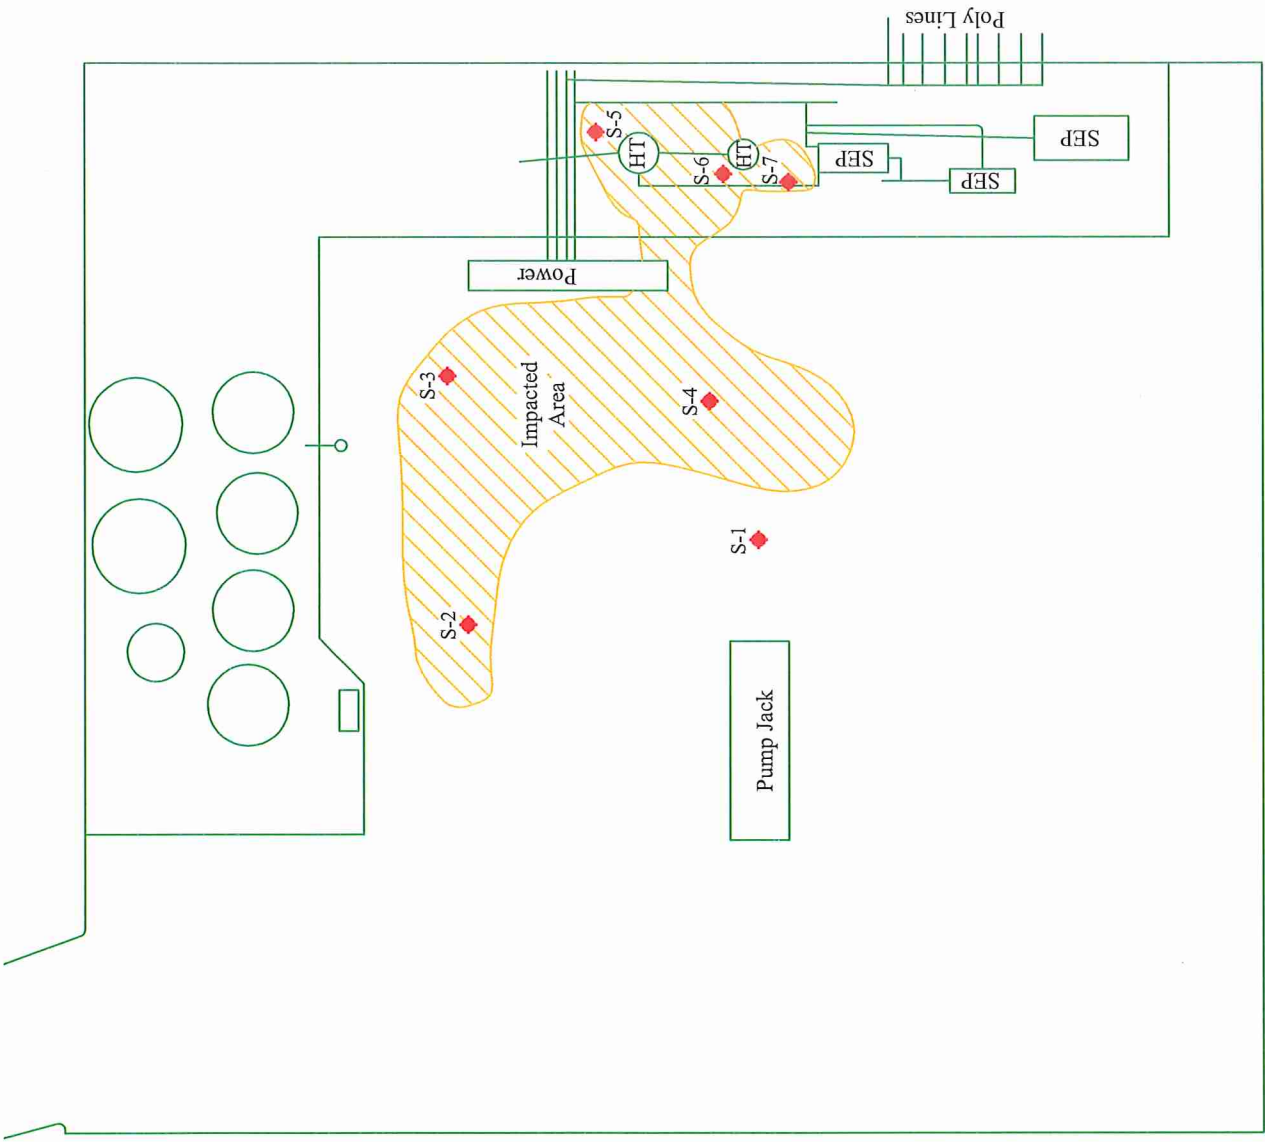 Poly Lines
SEP
SEP
SEP
S-5
HT
HT
S-6
S-7
Power
S-3
Impacted
Area
S-4
S-1
S-2
Pump Jack